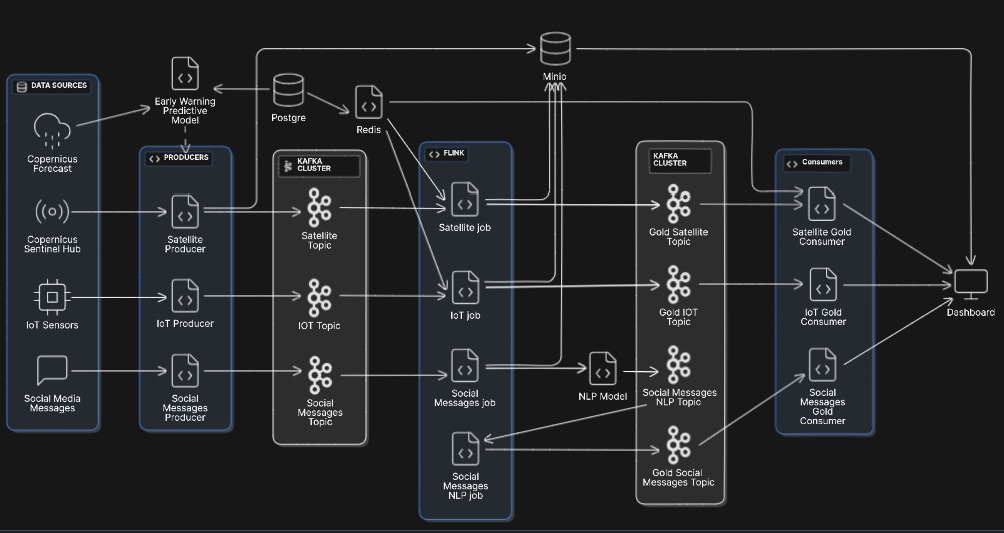 Minio
DATA SOURCES
Early Warning
Predictive
Model
Postgre
Redis
Copernicus
Forecast
PRODUCERS
KAFKA
CLUSTER
FLINK
KAFKA
CLUSTER
Consumers
Copernicus
Sentinel Hub
Satellite
Producer
Satellite
Topic
Satellite job
Gold Satellite
Topic
Satellite Gold
Consumer
IoT Sensors
IoT Producer
IOT Topic
IoT job
Gold IOT
Topic
IoT Gold
Consumer
Dashboard
Social Media
Messages
Social
Messages
Producer
Social
Messages
Topic
Social
Messages job
NLP Model
Social Messages
NLP Topic
Social
Messages
Gold
Consumer
Social
Messages
NLP job
Gold Social
Messages Topic